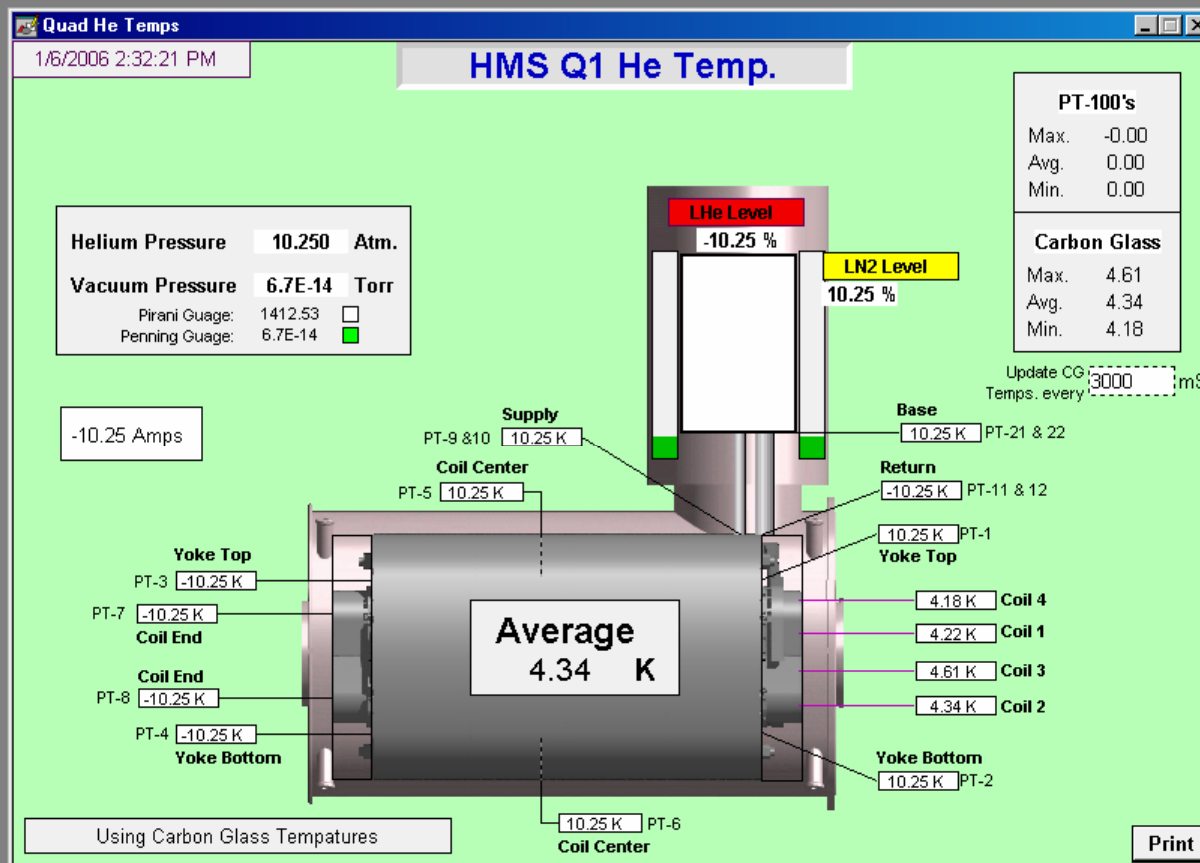 Quad He Temps
1/6/2006 2:32:21 PM
HMS Q1 He Temp.
PT-100's
Max. -0.00
Avg. 0.00
Min. 0.00
Carbon Glass
Max. 4.61
Avg. 4.34
Min. 4.18
Update CG
Temps. every 3000 mS
Helium Pressure 10.250 Atm.
Vacuum Pressure 6.7E-14 Torr
Pirani Guage: 1412.53
Penning Guage: 6.7E-14
LHe Level
-10.25 %
LN2 Level
10.25 %
-10.25 Amps
Supply
PT-9 &10 10.25 K
Coil Center
PT-5 10.25 K
Base
10.25 K PT-21 & 22
Return
-10.25 K PT-11 & 12
10.25 K PT-1
Yoke Top
Yoke Top
PT-3 -10.25 K
PT-7 -10.25 K
Coil End
Coil End
PT-8 -10.25 K
PT-4 -10.25 K
Yoke Bottom
Average
4.34 K
4.18 K Coil 4
4.22 K Coil 1
4.61 K Coil 3
4.34 K Coil 2
Yoke Bottom
10.25 K PT-2
10.25 K PT-6
Coil Center
Using Carbon Glass Tempatures
Print